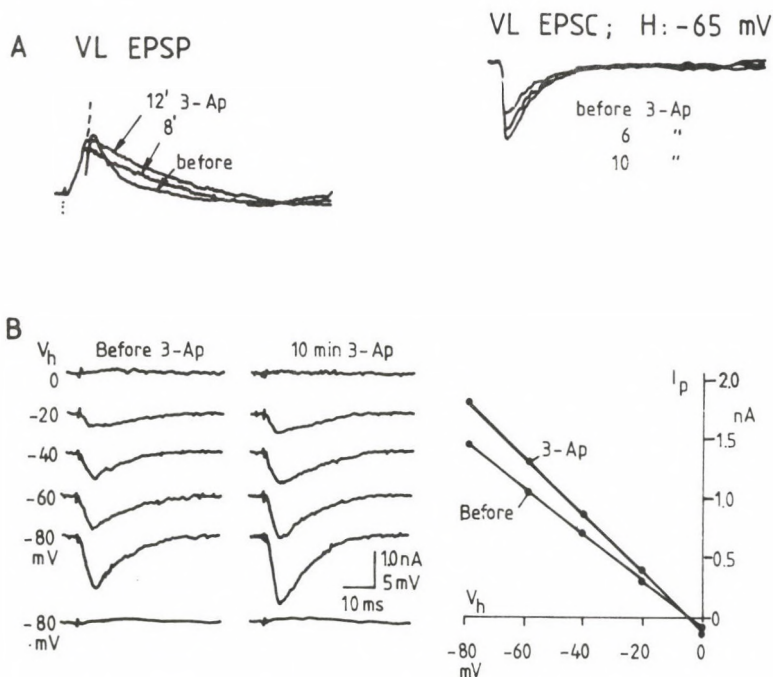 A VL EPSP
12' 3-Ap
8'
before
VL EPSC; H:-65 mV
before 3-Ap
6 "
10 "
B
Vh
Before 3-Ap
10 min 3-Ap
0
-20
-40
-60
-80
mV
1.0 nA
5 mV
10 ms
-80
mV
Ip
2.0
nA
1.5
1.0
0.5
0
3-Ap
Before
Vh
-80 -60 -40 -20 0
mV